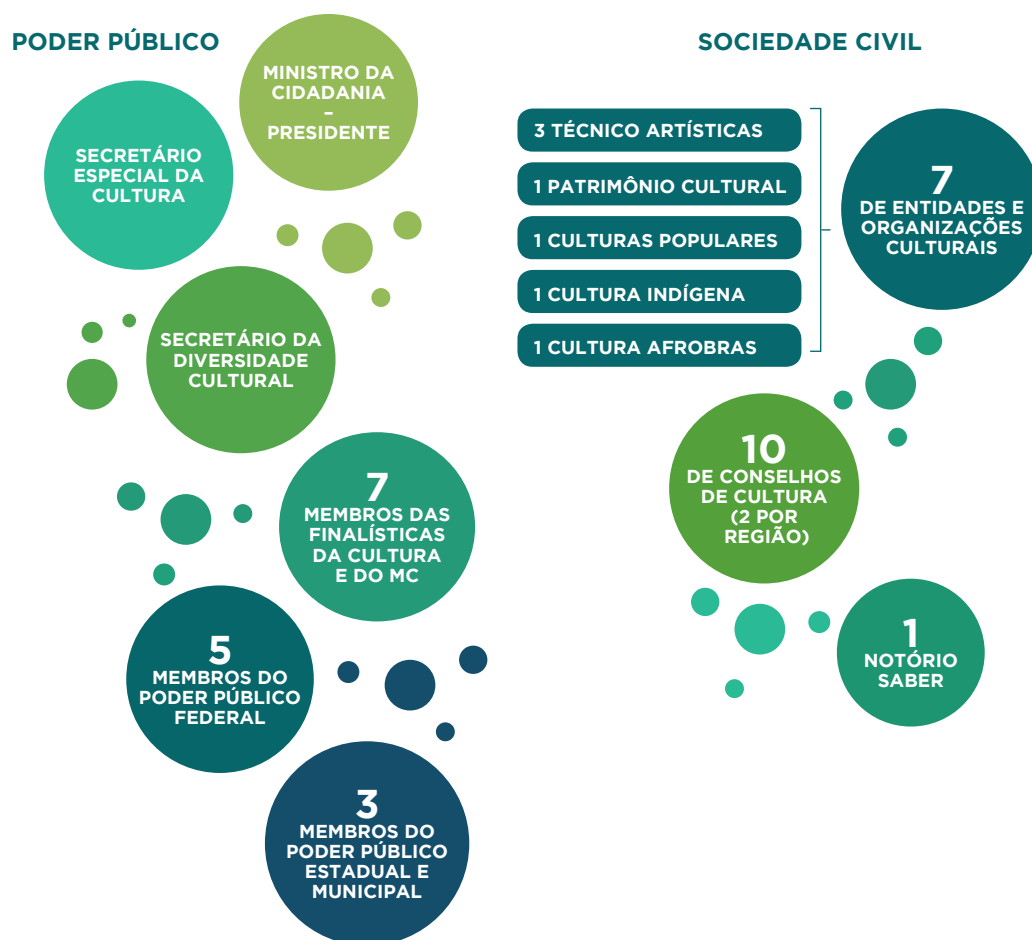 PODER PÚBLICO
MINISTRO DA
CIDADANIA
–
PRESIDENTE
SECRETÁRIO
ESPECIAL DA
CULTURA
SECRETÁRIO DA
DIVERSIDADE
CULTURAL
7
MEMBROS DAS
FINALÍSTICAS
DA CULTURA
E DO MC
5
MEMBROS DO
PODER PÚBLICO
FEDERAL
3
MEMBROS DO
PODER PÚBLICO
ESTADUAL E
MUNICIPAL
SOCIEDADE CIVIL
3 TÉCNICO ARTÍSTICAS
1 PATRIMÔNIO CULTURAL
1 CULTURAS POPULARES
1 CULTURA INDÍGENA
1 CULTURA AFROBRAS
7
DE ENTIDADES E
ORGANIZAÇÕES
CULTURAIS
10
DE CONSELHOS
DE CULTURA
(2 POR
REGIÃO)
1
NOTÓRIO
SABER